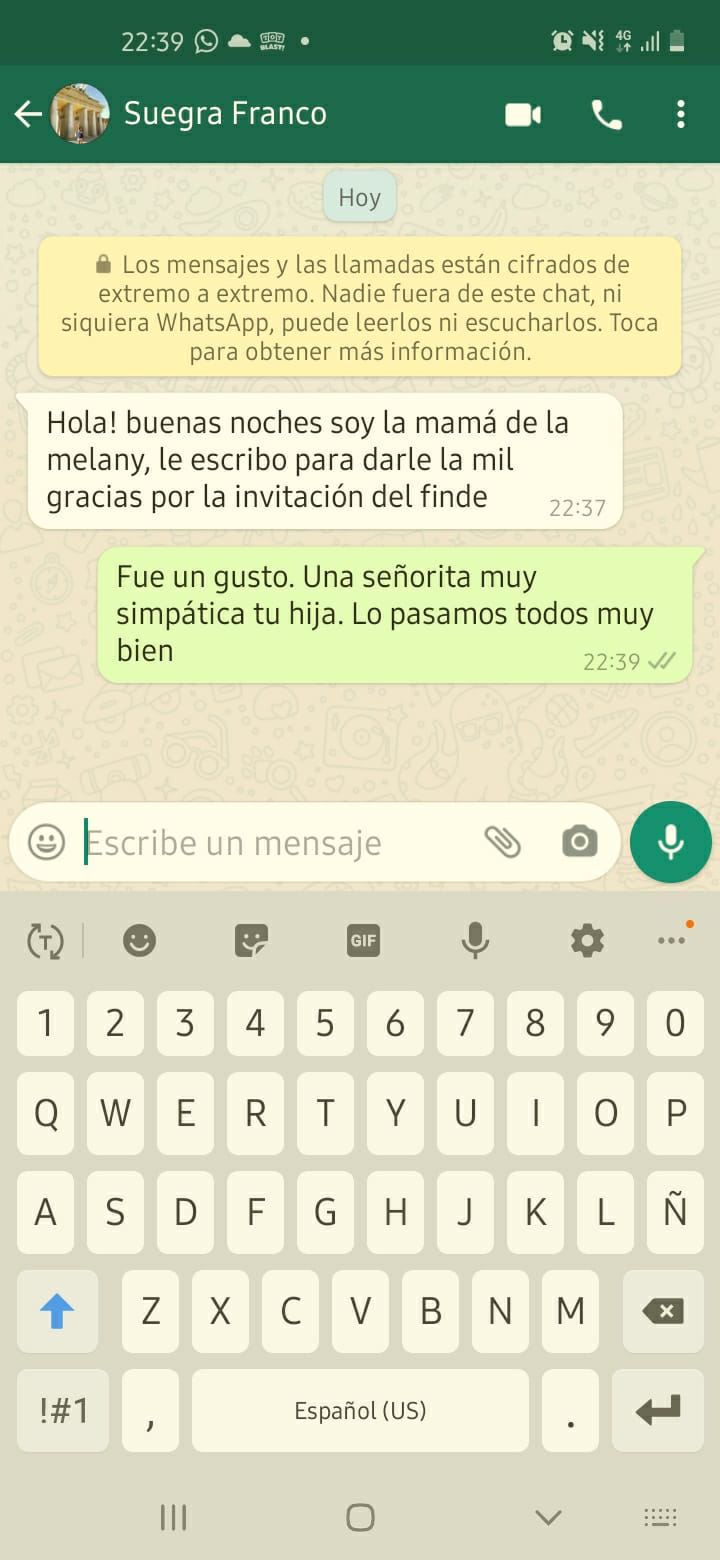 22:39 TOY BLAST! 4G
Suegra Franco
Hoy
Los mensajes y las llamadas están cifrados de
extremo a extremo. Nadie fuera de este chat, ni
siquiera WhatsApp, puede leerlos ni escucharlos. Toca
para obtener más información.
Hola! buenas noches soy la mamá de la
melany, le escribo para darle la mil
gracias por la invitación del finde
22:37
Fue un gusto. Una señorita muy
simpática tu hija. Lo pasamos todos muy
bien
22:39
Escribe un mensaje
T GIF
1 2 3 4 5 6 7 8 9 0
Q W E R T Y U I O P
A S D F G H J K L Ñ
Z X C V B N M
!#1 , Español (US) .